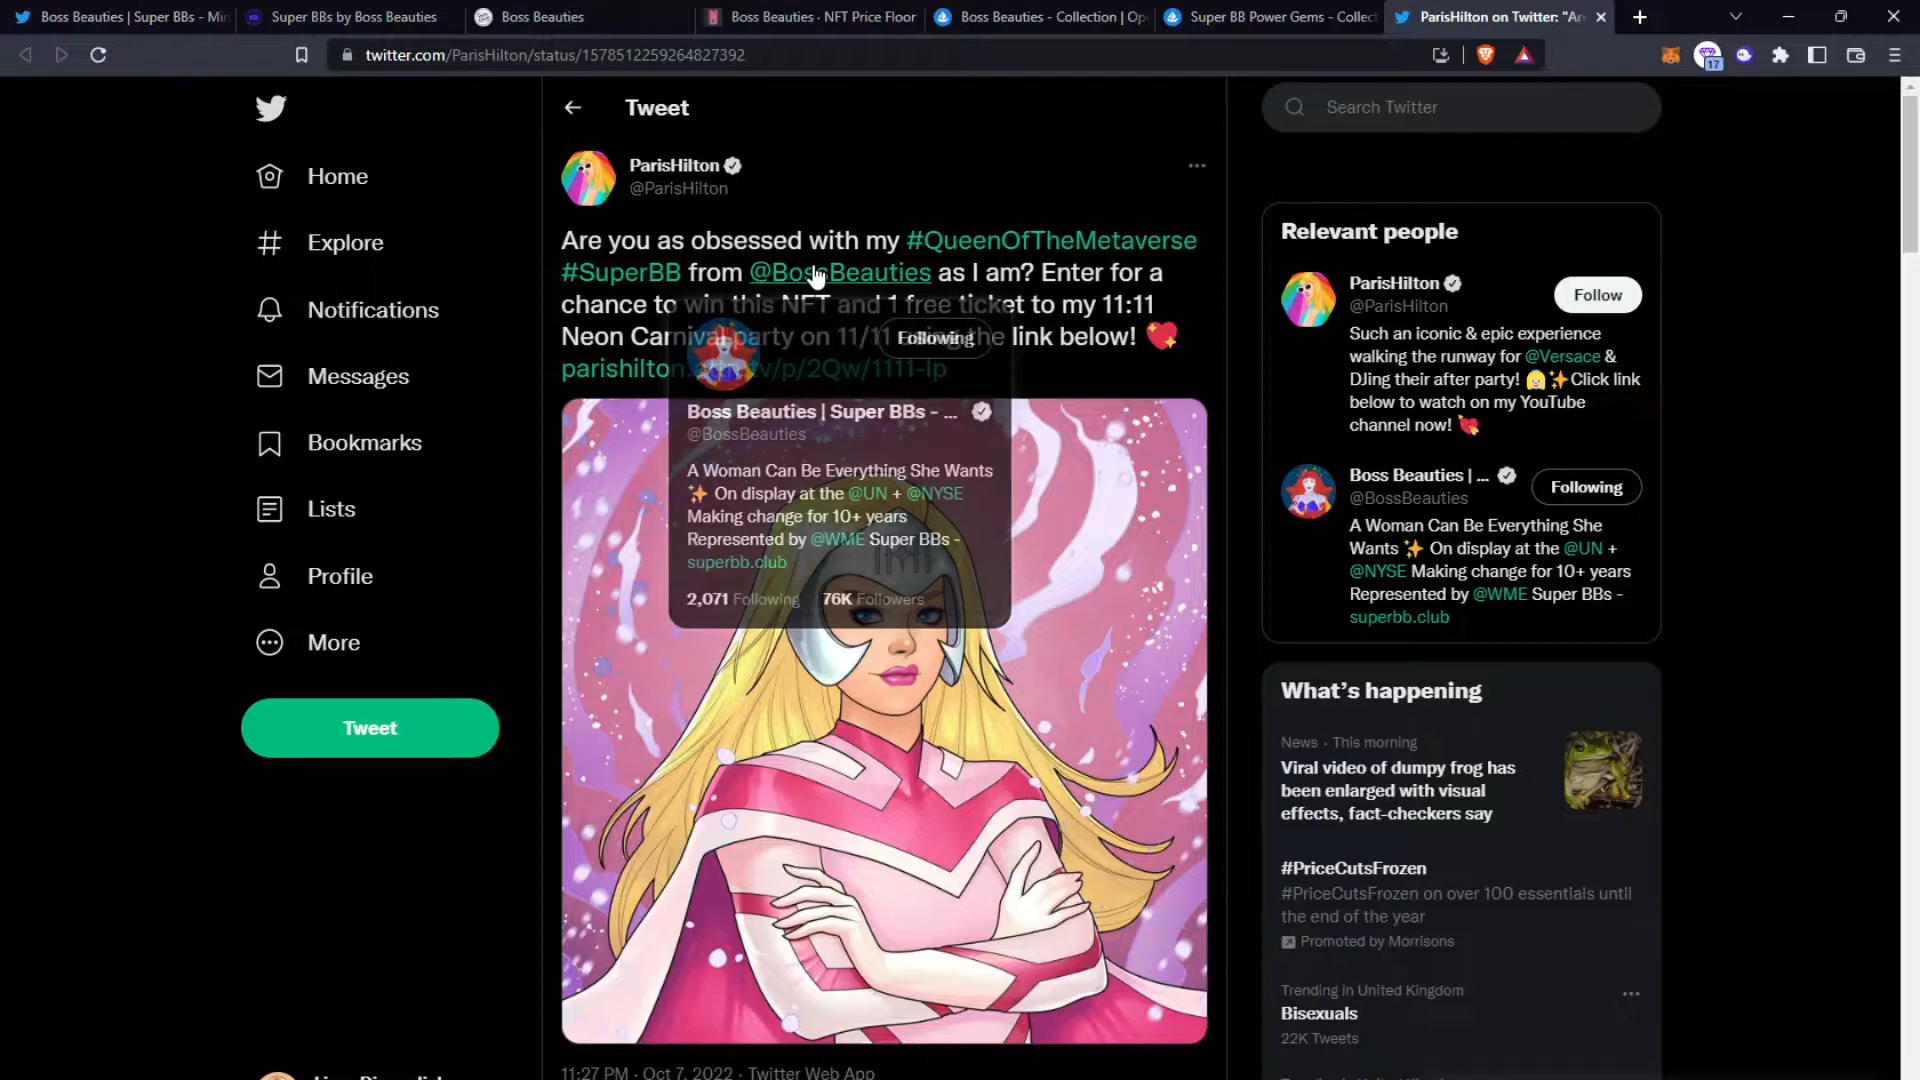 Boss Beauties | Super BBs - Min
Super BBs by Boss Beauties
Boss Beauties
Boss Beauties · NFT Price Floor
Boss Beauties - Collection | Op
Super BB Power Gems - Collect
ParisHilton on Twitter: "Ar
twitter.com/ParisHilton/status/1578512259264827392
17
Tweet
Search Twitter
Home
Explore
Notifications
Messages
Bookmarks
Lists
Profile
More
Tweet
ParisHilton
@ParisHilton
Are you as obsessed with my #QueenOfTheMetaverse
#SuperBB from @BossBeauties as I am? Enter for a
chance to win this NFT and 1 free ticket to my 11:11
Neon Carnival party on 11/11 the link below! 💖
parishilton tv/p/2Qw/1111-lp
Following
Boss Beauties | Super BBs - ...
@BossBeauties
A Woman Can Be Everything She Wants
✨ On display at the @UN + @NYSE
Making change for 10+ years
Represented by @WME Super BBs -
superbb.club
2,071 Following 76K Followers
11:27 PM · Oct 7, 2022 · Twitter Web App
Relevant people
ParisHilton
@ParisHilton
Follow
Such an iconic & epic experience
walking the runway for @Versace &
DJing their after party! 👸🏼✨Click link
below to watch on my YouTube
channel now! 💘
Boss Beauties | ...
@BossBeauties
Following
A Woman Can Be Everything She
Wants ✨ On display at the @UN +
@NYSE Making change for 10+ years
Represented by @WME Super BBs -
superbb.club
What's happening
News · This morning
Viral video of dumpy frog has
been enlarged with visual
effects, fact-checkers say
#PriceCutsFrozen
#PriceCutsFrozen on over 100 essentials until
the end of the year
Promoted by Morrisons
Trending in United Kingdom
Bisexuals
22K Tweets